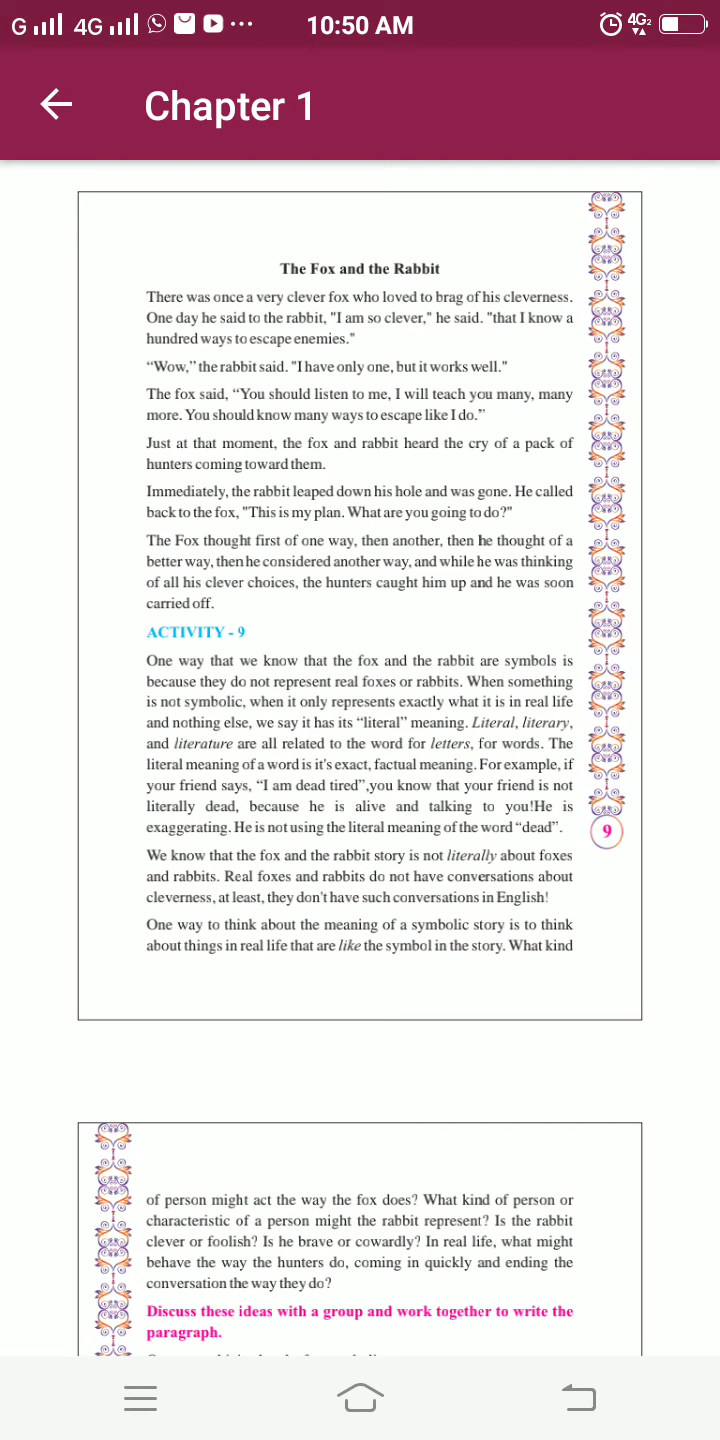 G 4G 10:50 AM 4G2
Chapter 1
The Fox and the Rabbit
There was once a very clever fox who loved to brag of his cleverness.
One day he said to the rabbit, "I am so clever," he said. "that I know a
hundred ways to escape enemies."
“Wow,” the rabbit said. "I have only one, but it works well."
The fox said, “You should listen to me, I will teach you many, many
more. You should know many ways to escape like I do.”
Just at that moment, the fox and rabbit heard the cry of a pack of
hunters coming toward them.
Immediately, the rabbit leaped down his hole and was gone. He called
back to the fox, "This is my plan. What are you going to do?"
The Fox thought first of one way, then another, then he thought of a
better way, then he considered another way, and while he was thinking
of all his clever choices, the hunters caught him up and he was soon
carried off.
ACTIVITY - 9
One way that we know that the fox and the rabbit are symbols is
because they do not represent real foxes or rabbits. When something
is not symbolic, when it only represents exactly what it is in real life
and nothing else, we say it has its “literal” meaning. Literal, literary,
and literature are all related to the word for letters, for words. The
literal meaning of a word is it's exact, factual meaning. For example, if
your friend says, “I am dead tired”,you know that your friend is not
literally dead, because he is alive and talking to you!He is
exaggerating. He is not using the literal meaning of the word “dead”.
9
We know that the fox and the rabbit story is not literally about foxes
and rabbits. Real foxes and rabbits do not have conversations about
cleverness, at least, they don't have such conversations in English!
One way to think about the meaning of a symbolic story is to think
about things in real life that are like the symbol in the story. What kind
of person might act the way the fox does? What kind of person or
characteristic of a person might the rabbit represent? Is the rabbit
clever or foolish? Is he brave or cowardly? In real life, what might
behave the way the hunters do, coming in quickly and ending the
conversation the way they do?
Discuss these ideas with a group and work together to write the
paragraph.